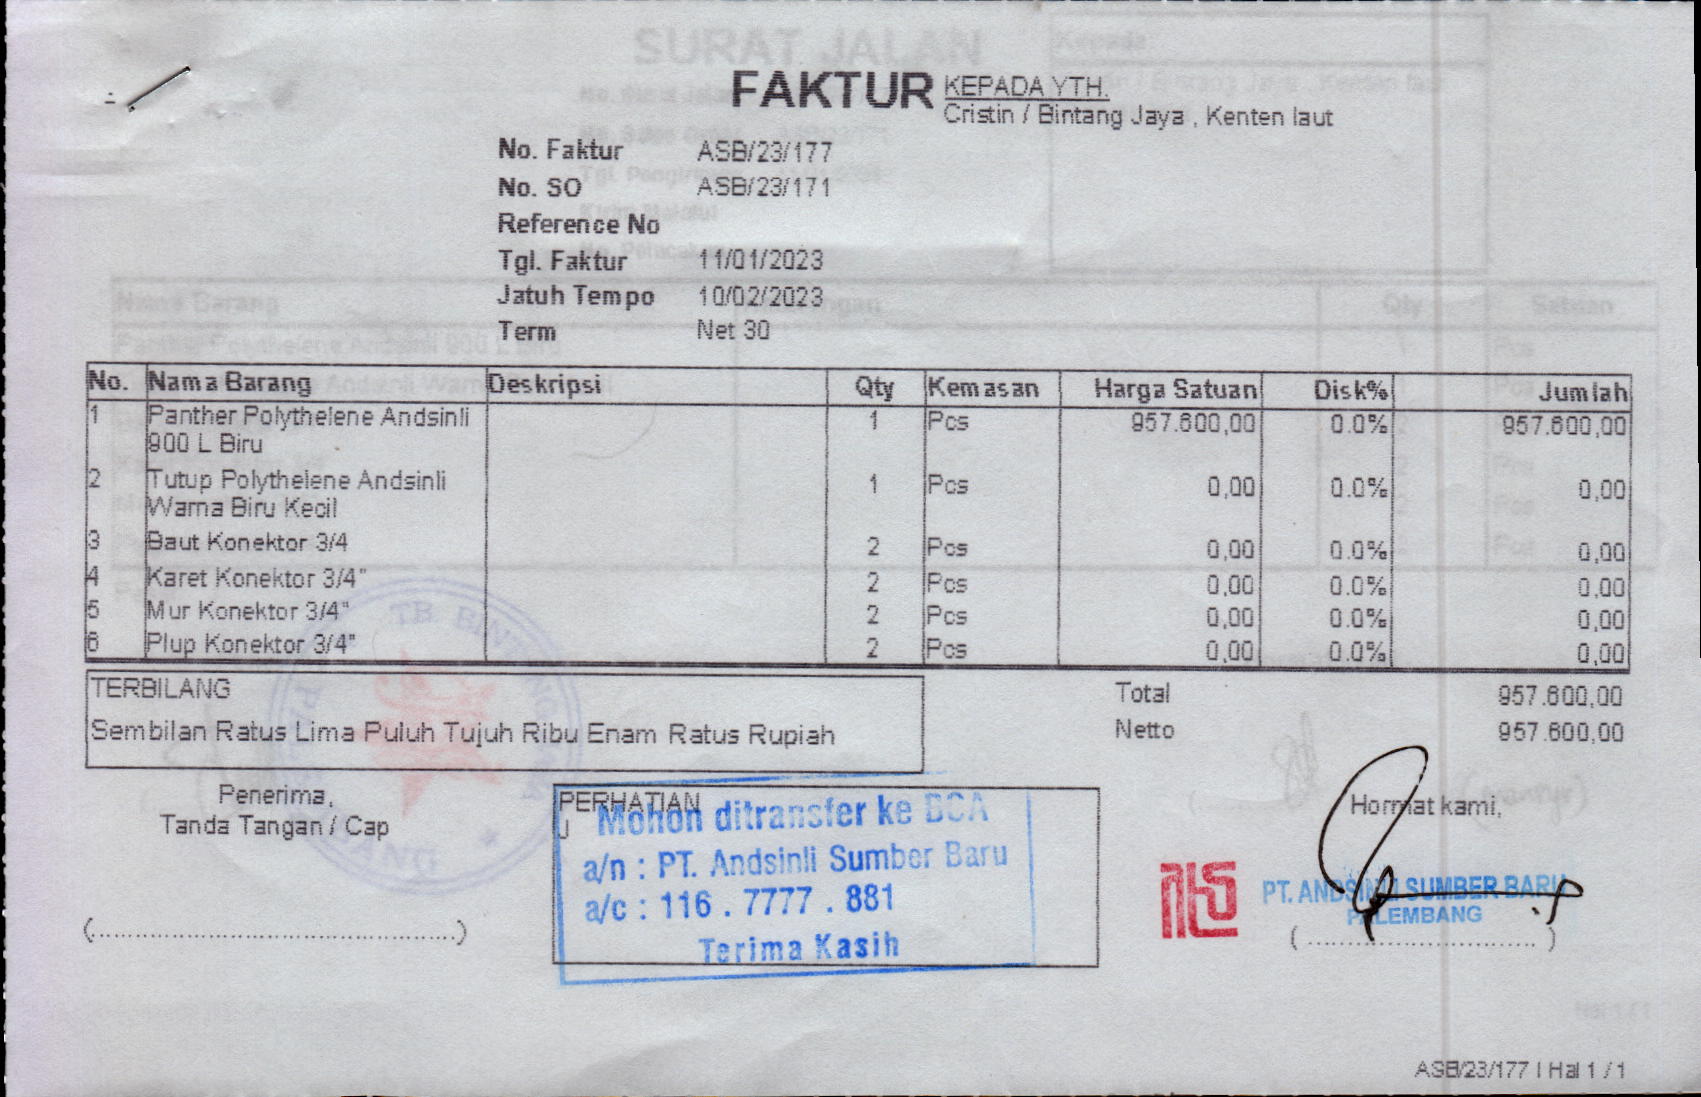 FAKTUR
KEPADA YTH.
Cristin / Bintang Jaya , Kenten laut
No. Faktur ASB/23/177
No. SO ASB/23/171
Reference No
Tgl. Faktur 11/01/2023
Jatuh Tempo 10/02/2023
Term Net 30
No. Nama Barang Deskripsi Qty Kemasan Harga Satuan Disk% Jumlah
1 Panther Polythelene Andsinli 1 Pcs 957.600,00 0.0% 957.600,00
900 L Biru
2 Tutup Polythelene Andsinli 1 Pcs 0,00 0.0% 0,00
Warna Biru Kecil
3 Baut Konektor 3/4 2 Pcs 0,00 0.0% 0,00
4 Karet Konektor 3/4" 2 Pcs 0,00 0.0% 0,00
5 Mur Konektor 3/4" 2 Pcs 0,00 0.0% 0,00
6 Plup Konektor 3/4" 2 Pcs 0,00 0.0% 0,00
TERBILANG
Sembilan Ratus Lima Puluh Tujuh Ribu Enam Ratus Rupiah
Total 957.600,00
Netto 957.600,00
Penerima,
Tanda Tangan / Cap
PERHATIAN
Mohon ditransfer ke BCA
a/n : PT. Andsinli Sumber Baru
a/c : 116 . 7777 . 881
Terima Kasih
Hormat kami,
PT. ANDSINLI SUMBER BARU
PALEMBANG
ASB/23/177 | Hal 1 / 1